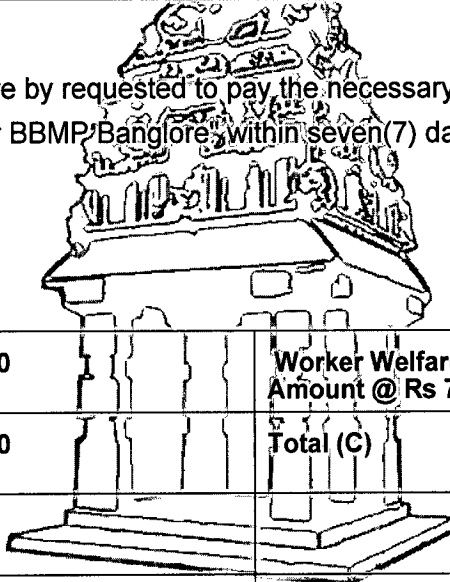 re by requested to pay the necessary
r BBMP Banglore" within seven(7) da
0 Worker Welfar
Amount @ Rs 7
0 Total (C)